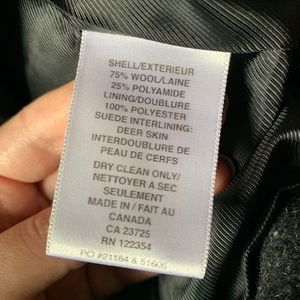 SHELL/EXTERIEUR
75% WOOL/LAINE
25% POLYAMIDE
LINING/DOUBLURE
100% POLYESTER
SUEDE INTERLINING:
DEER SKIN
INTERDOUBLURE DE
PEAU DE CERFS
DRY CLEAN ONLY/
NETTOYER A SEC
SEULEMENT
MADE IN / FAIT AU
CANADA
CA 23725
RN 122354
PO #21164 & 51606